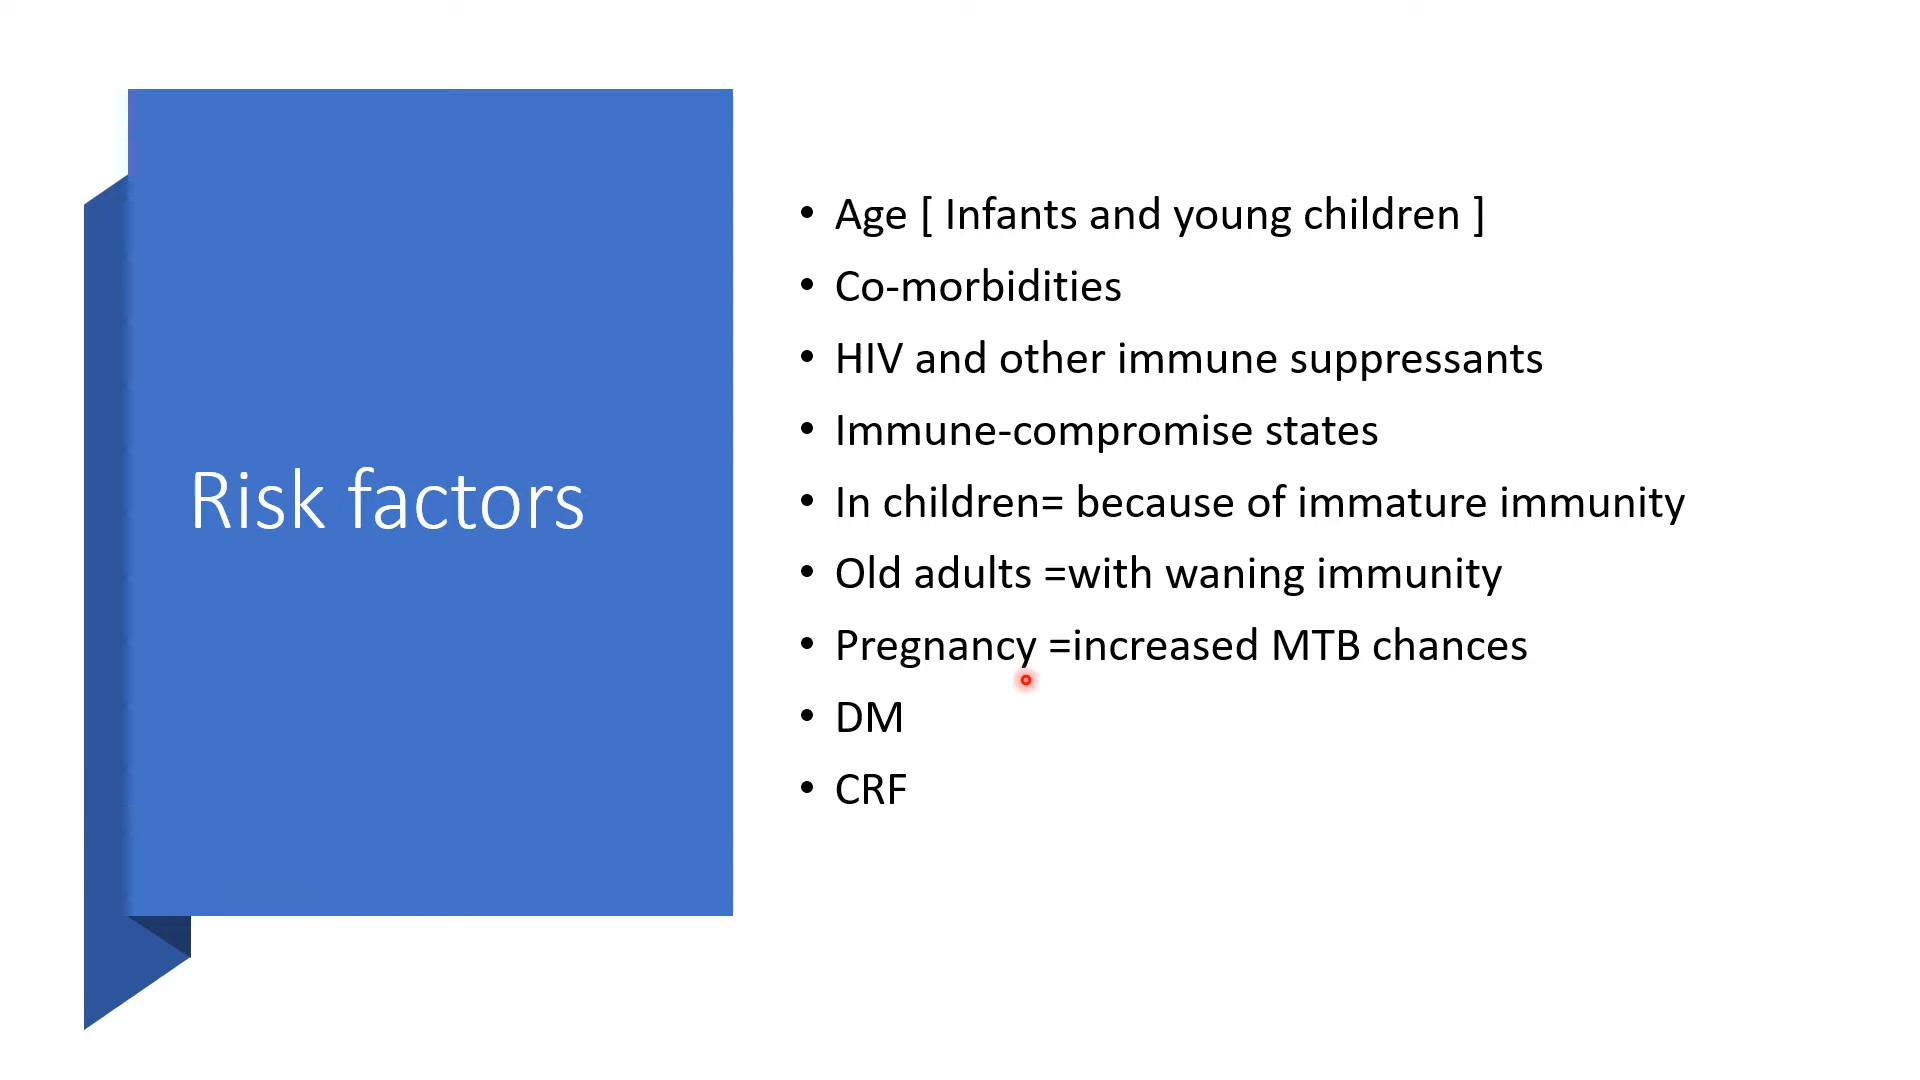 Risk factors
• Age [ Infants and young children ]
• Co-morbidities
• HIV and other immune suppressants
• Immune-compromise states
• In children= because of immature immunity
• Old adults =with waning immunity
• Pregnancy =increased MTB chances
• DM
• CRF